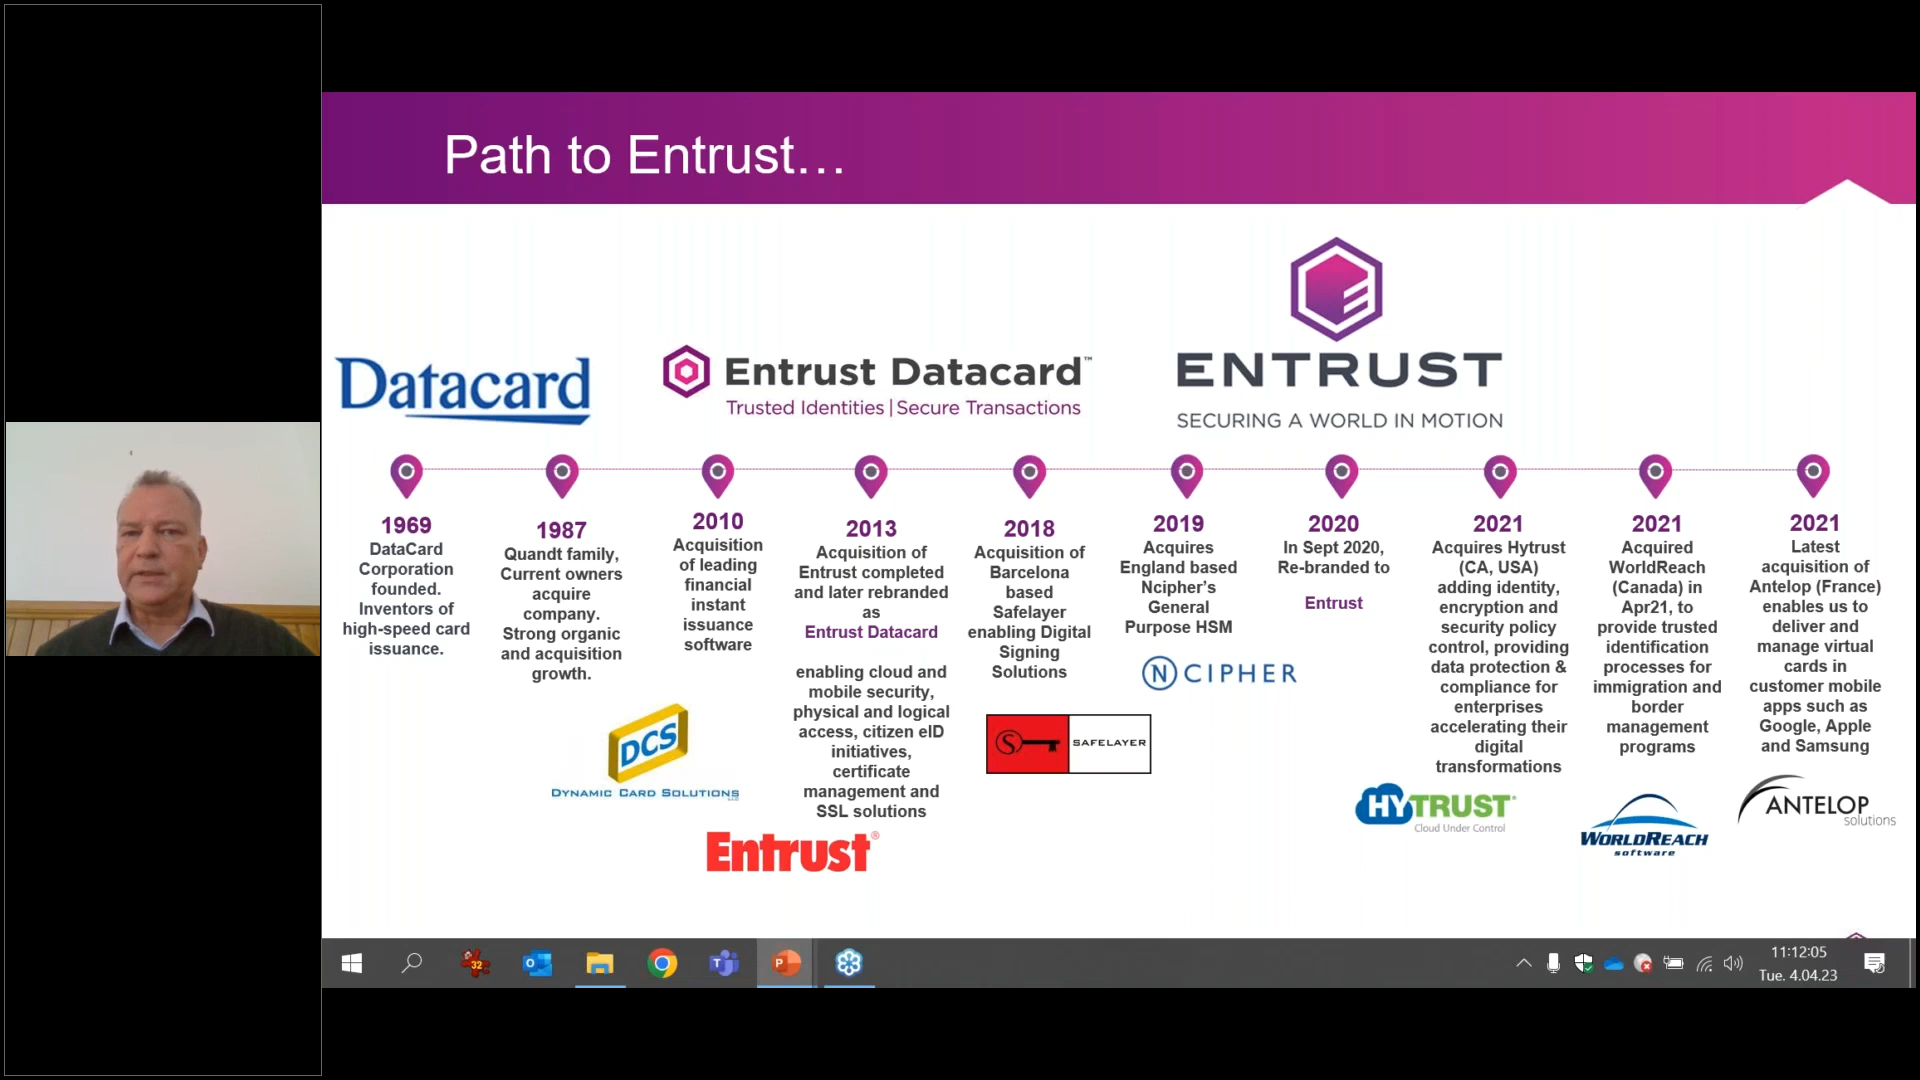 Path to Entrust…
Datacard
Entrust Datacard™
Trusted Identities | Secure Transactions
ENTRUST
SECURING A WORLD IN MOTION
1969
DataCard
Corporation
founded.
Inventors of
high-speed card
issuance.
1987
Quandt family,
Current owners
acquire
company.
Strong organic
and acquisition
growth.
DCS
DYNAMIC CARD SOLUTIONS
2010
Acquisition
of leading
financial
instant
issuance
software
2013
Acquisition of
Entrust completed
and later rebranded
as
Entrust Datacard
enabling cloud and
mobile security,
physical and logical
access, citizen eID
initiatives,
certificate
management and
SSL solutions
Entrust®
2018
Acquisition of
Barcelona
based
Safelayer
enabling Digital
Signing
Solutions
S
SAFELAYER
2019
Acquires
England based
Ncipher's
General
Purpose HSM
N CIPHER
2020
In Sept 2020,
Re-branded to
Entrust
2021
Acquires Hytrust
(CA, USA)
adding identity,
encryption and
security policy
control, providing
data protection &
compliance for
enterprises
accelerating their
digital
transformations
HYTRUST
Cloud Under Control
2021
Acquired
WorldReach
(Canada) in
Apr21, to
provide trusted
identification
processes for
immigration and
border
management
programs
WORLDREACH
software
2021
Latest
acquisition of
Antelop (France)
enables us to
deliver and
manage virtual
cards in
customer mobile
apps such as
Google, Apple
and Samsung
ANTELOP
solutions
32
11:12:05
Tue. 4.04.23